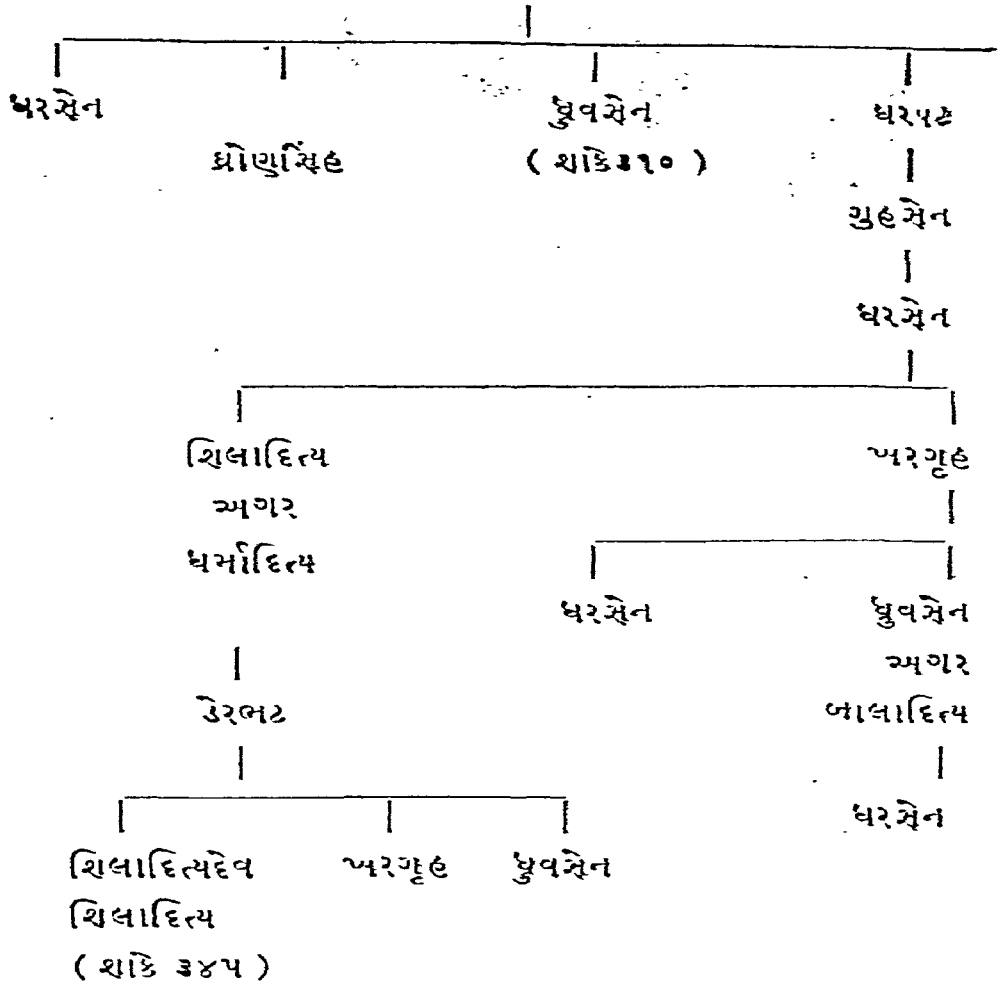 ધરસેન ધ્રુવસેન ધરપટ
ધ્રોણસિંહ ( શાકે ૩૧૦ )
ગુહસેન
ધરસેન
શિલાદિત્ય ખરગૃહ
અગર
ધર્માદિત્ય
ધરસેન ધ્રુવસેન
અગર
ડેરભટ બાલાદિત્ય
ધરસેન
શિલાદિત્યદેવ ખરગૃહ ધ્રુવસેન
શિલાદિત્ય
( શાકે ૩૪૫ )